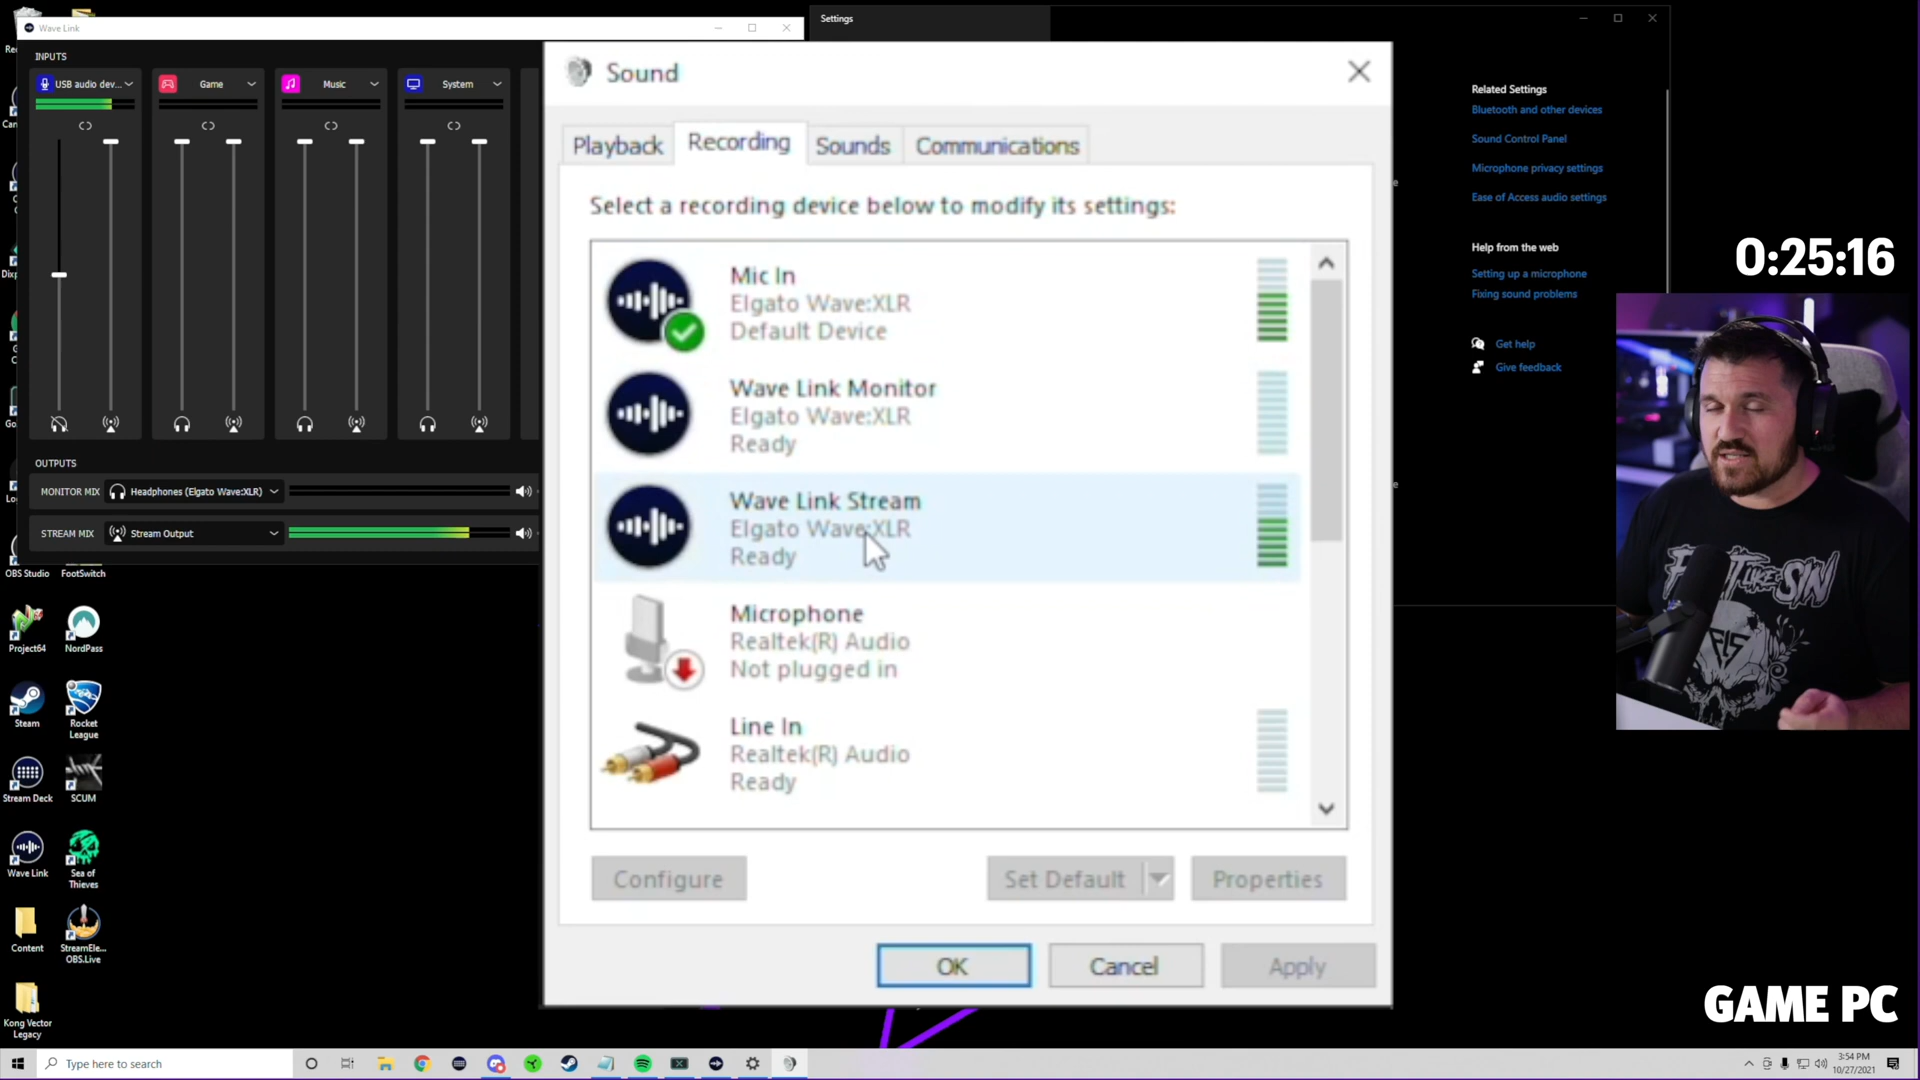 Wave Link
INPUTS
USB audio dev...
Game
Music
System
OUTPUTS
MONITOR MIX
Headphones (Elgato Wave:XLR)
STREAM MIX
Stream Output
OBS Studio
FootSwitch
Project64
NordPass
Steam
Rocket
League
Stream Deck
SCUM
Wave Link
Sea of
Thieves
Content
StreamEle...
OBS.Live
Kong Vector
Legacy
Settings
Sound
Playback
Recording
Sounds
Communications
Select a recording device below to modify its settings:
Mic In
Elgato Wave:XLR
Default Device
Wave Link Monitor
Elgato Wave:XLR
Ready
Wave Link Stream
Elgato Wave:XLR
Ready
Microphone
Realtek(R) Audio
Not plugged in
Line In
Realtek(R) Audio
Ready
Configure
Set Default
Properties
OK
Cancel
Apply
Related Settings
Bluetooth and other devices
Sound Control Panel
Microphone privacy settings
Ease of Access audio settings
Help from the web
Setting up a microphone
Fixing sound problems
Get help
Give feedback
0:25:16
GAME PC
Type here to search
3:54 PM
10/27/2021